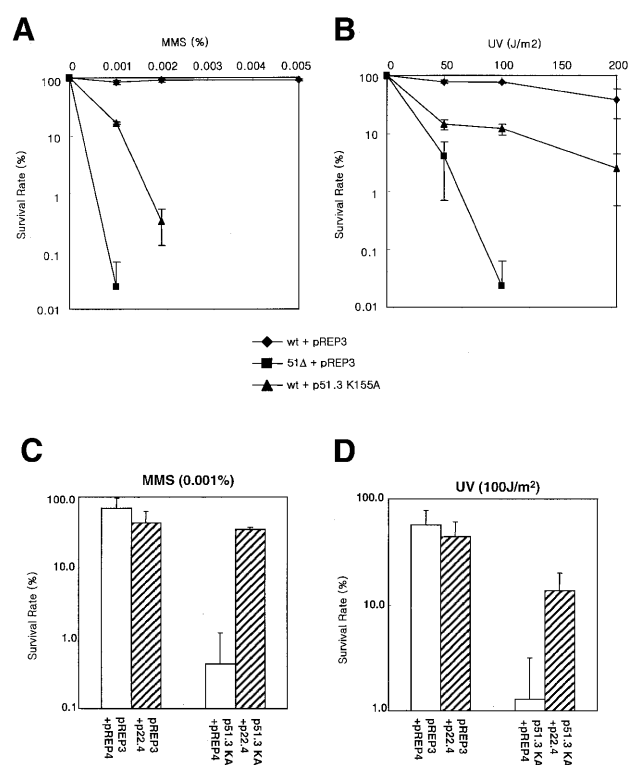 A
MMS (%)
0 0.001 0.002 0.003 0.004 0.005
100
10
1
0.1
0.01
Survival Rate (%)
B
UV (J/m2)
0 50 100 150 200
100
10
1
0.1
0.01
Survival Rate (%)
wt + pREP3
51Δ + pREP3
wt + p51.3 K155A
C
MMS (0.001%)
100.0
10.0
1.0
0.1
Survival Rate (%)
pREP3
+pREP4
pREP3
+p22.4
p51.3 KA
+pREP4
p51.3 KA
+p22.4
D
UV (100J/m²)
100.0
10.0
1.0
Survival Rate (%)
pREP3
+pREP4
pREP3
+p22.4
p51.3 KA
+pREP4
p51.3 KA
+p22.4